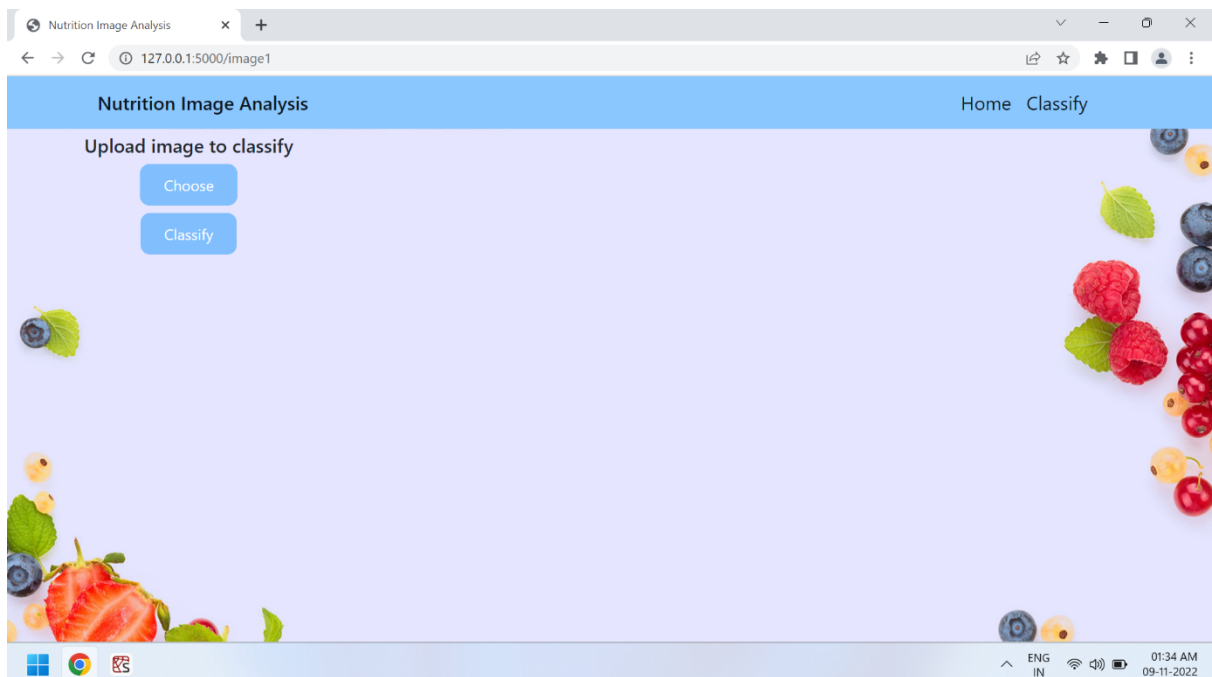 Nutrition Image Analysis
127.0.0.1:5000/image1
Nutrition Image Analysis Home Classify
Upload image to classify
Choose
Classify
ENG 01:34 AM
IN 09-11-2022